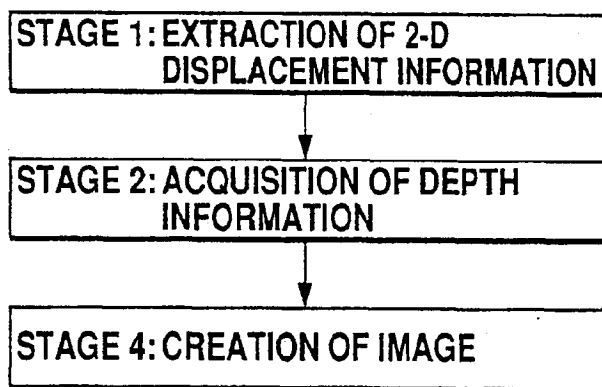 STAGE 1: EXTRACTION OF 2-D
DISPLACEMENT INFORMATION
STAGE 2: ACQUISITION OF DEPTH
INFORMATION
STAGE 4: CREATION OF IMAGE